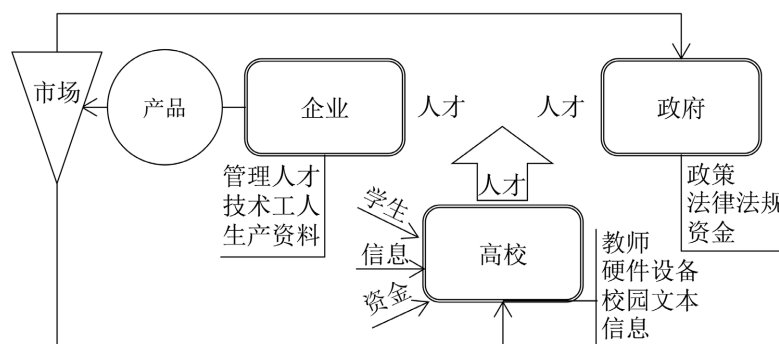 市场
产品
企业
人才
人才
政府
管理人才
技术工人
生产资料
人才
政策
法律法规
资金
学生
信息
资金
高校
教师
硬件设备
校园文本
信息